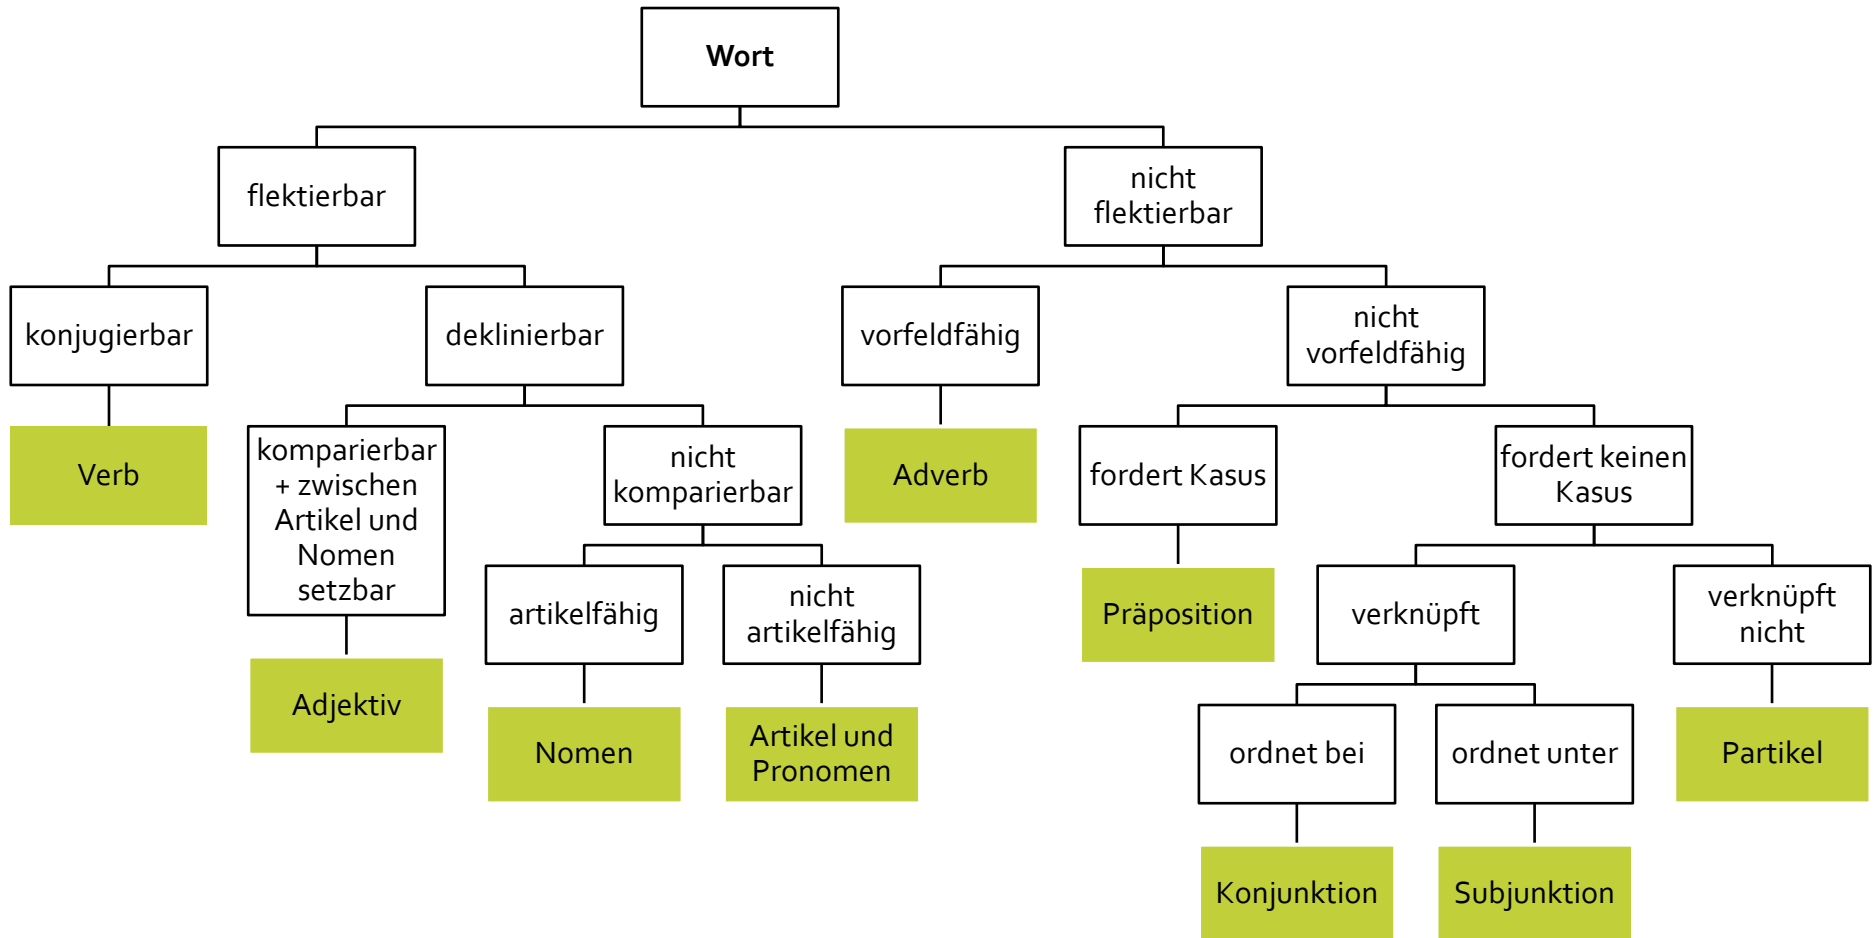 Wort
flektierbar
nicht
flektierbar
konjugierbar
deklinierbar
vorfeldfähig
nicht
vorfeldfähig
Verb
komparierbar
+ zwischen
Artikel und
Nomen
setzbar
nicht
komparierbar
Adverb
fordert Kasus
fordert keinen
Kasus
artikelfähig
nicht
artikelfähig
Präposition
verknüpft
verknüpft
nicht
Adjektiv
Nomen
Artikel und
Pronomen
ordnet bei
ordnet unter
Partikel
Konjunktion
Subjunktion